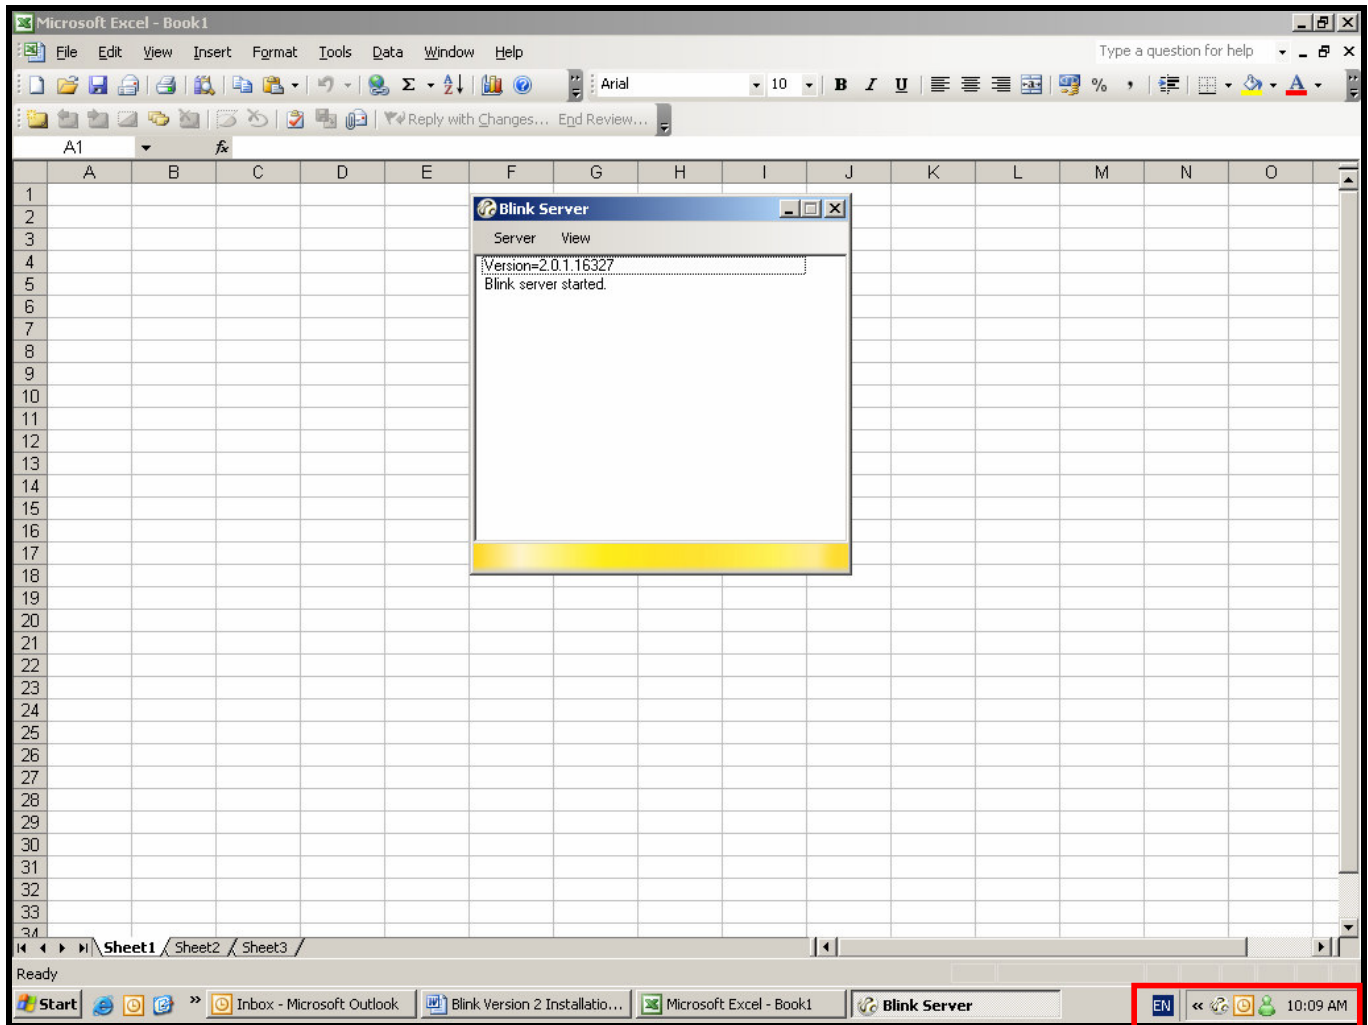 Microsoft Excel - Book1
File Edit View Insert Format Tools Data Window Help Type a question for help
Arial 10 B I U % ,
Reply with Changes... End Review...
A1 fx
A B C D E F G H I J K L M N O
1
2
3
4
5
6
7
8
9
10
11
12
13
14
15
16
17
18
19
20
21
22
23
24
25
26
27
28
29
30
31
32
33
34
Blink Server
Server View
Version=2.0.1.16327
Blink server started.
Sheet1 Sheet2 Sheet3
Ready
Start » Inbox - Microsoft Outlook Blink Version 2 Installatio... Microsoft Excel - Book1 Blink Server EN « 10:09 AM